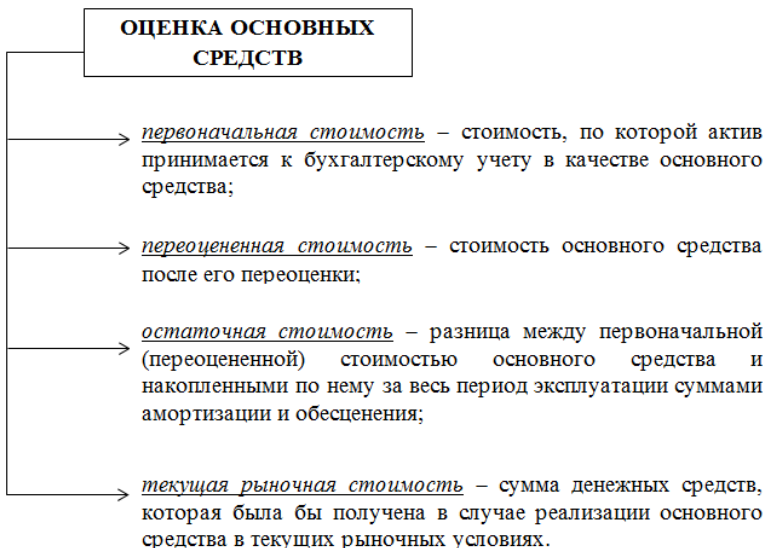 ОЦЕНКА ОСНОВНЫХ
СРЕДСТВ
первоначальная стоимость – стоимость, по которой актив
принимается к бухгалтерскому учету в качестве основного
средства;
переоцененная стоимость – стоимость основного средства
после его переоценки;
остаточная стоимость – разница между первоначальной
(переоцененной) стоимостью основного средства и
накопленными по нему за весь период эксплуатации суммами
амортизации и обесценения;
текущая рыночная стоимость – сумма денежных средств,
которая была бы получена в случае реализации основного
средства в текущих рыночных условиях.